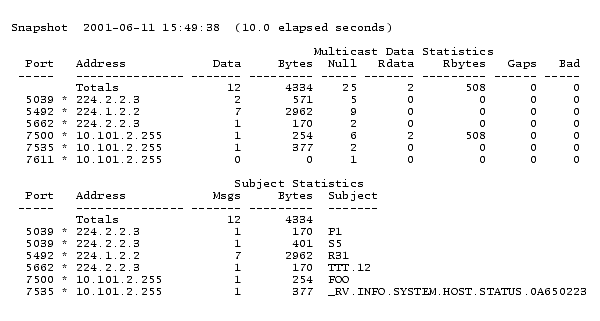 Snapshot  2001-06-11 15:49:38  (10.0 elapsed seconds)
                                          Multicast Data Statistics
  Port   Address             Data     Bytes  Null   Rdata    Rbytes   Gaps   Bad
 -----   ---------------- ------- --------- ----- ------- --------- ------ -----
         Totals                12      4334    25       2       508      0     0
  5039 * 224.2.2.3              2       571     5       0         0      0     0
  5492 * 224.1.2.2              7      2962     9       0         0      0     0
  5662 * 224.2.2.3              1       170     2       0         0      0     0
  7500 * 10.101.2.255           1       254     6       2       508      0     0
  7535 * 10.101.2.255           1       377     2       0         0      0     0
  7611 * 10.101.2.255           0         0     1       0         0      0     0
                              Subject Statistics
  Port   Address             Msgs     Bytes  Subject
 -----   ---------------- ------- ---------  -------
         Totals                12      4334
  5039 * 224.2.2.3              1       170  P1
  5039 * 224.2.2.3              1       401  S5
  5492 * 224.1.2.2              7      2962  R31
  5662 * 224.2.2.3              1       170  TTT.12
  7500 * 10.101.2.255           1       254  FOO
  7535 * 10.101.2.255           1       377  _RV.INFO.SYSTEM.HOST.STATUS.0A650223